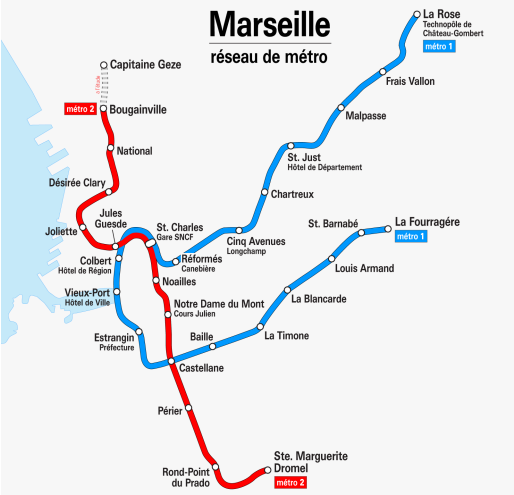 Marseille
réseau de métro
La Rose
Technopôle de
Château-Gombert
métro 1
Capitaine Geze
à l'étude
Frais Vallon
métro 2
Bougainville
Malpasse
National
St. Just
Hôtel de Département
Désirée Clary
Chartreux
Jules
Guesde
St. Charles
Gare SNCF
St. Barnabé
La Fourragére
métro 1
Joliette
Cinq Avenues
Longchamp
Colbert
Hôtel de Région
Réformés
Canebière
Louis Armand
Noailles
Vieux-Port
Hôtel de Ville
La Blancarde
Notre Dame du Mont
Cours Julien
Estrangin
Préfecture
Baille
La Timone
Castellane
Périer
Ste. Marguerite
Dromel
métro 2
Rond-Point
du Prado